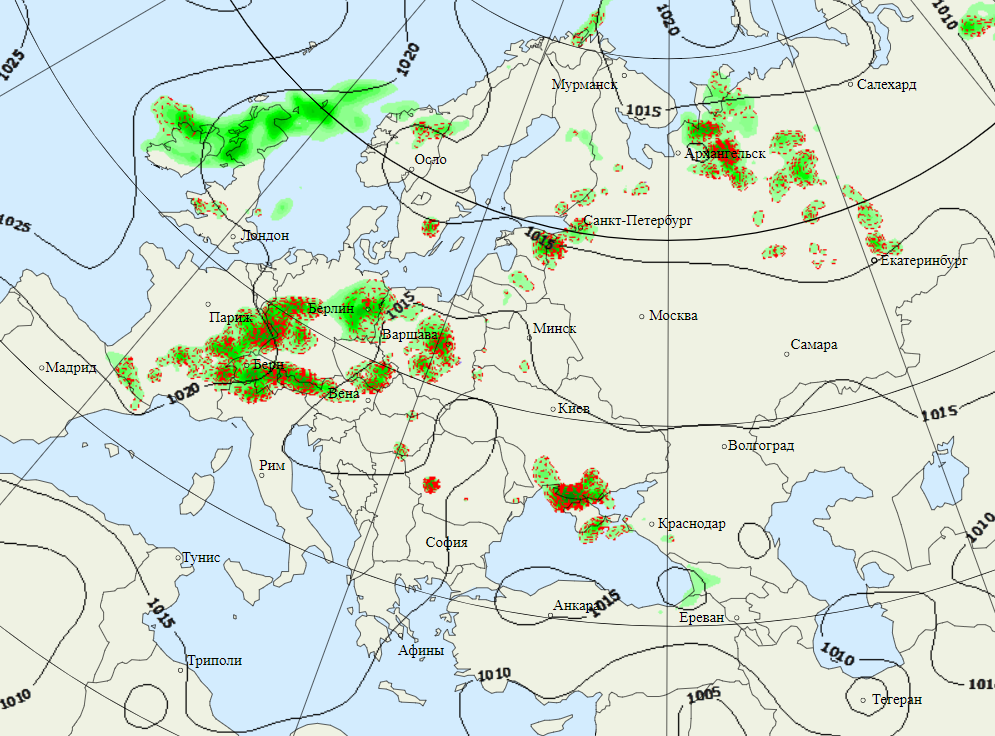 1020
1010
1020
1025
Мурманск
Салехард
1015
Архангельск
Осло
1025
Санкт-Петербург
Лондон
1015
Екатеринбург
1015
Париж
Берлин
Москва
Минск
Варшава
Самара
Мадрид
Берн
Вена
1020
Киев
1015
Волгоград
Рим
Краснодар
1010
София
Тунис
1015
Анкара
1015
Ереван
Афины
1010
Триполи
1010
1005
101
1010
Тегеран